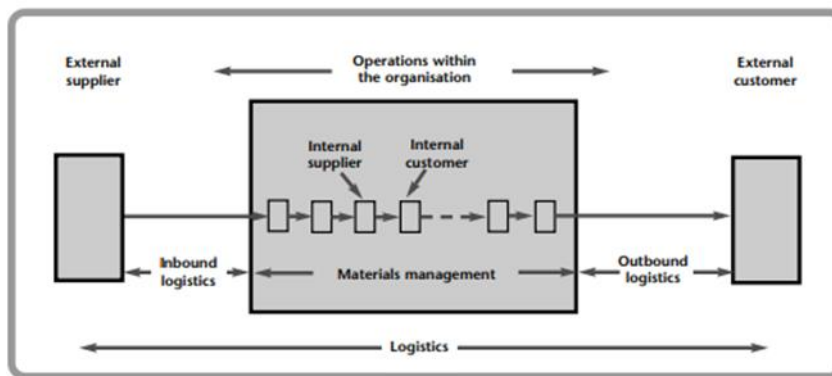 External
supplier
Operations within
the organisation
External
customer
Internal
supplier
Internal
customer
Inbound
logistics
Materials management
Outbound
logistics
Logistics